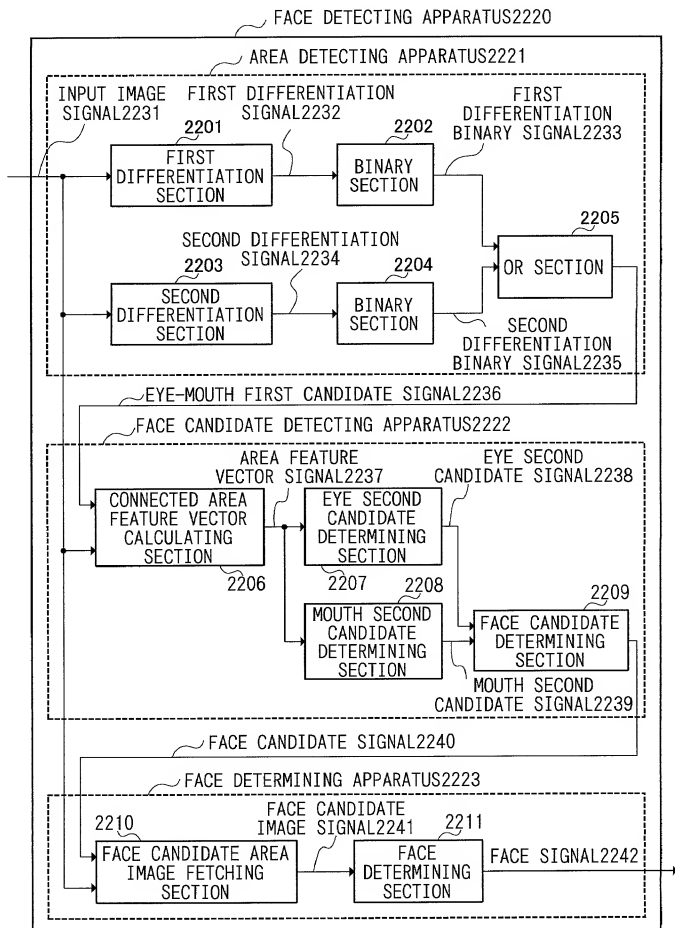 FACE DETECTING APPARATUS2220
AREA DETECTING APPARATUS2221
INPUT IMAGE
SIGNAL2231
FIRST DIFFERENTIATION
SIGNAL2232
FIRST
DIFFERENTIATION
BINARY SIGNAL2233
2201
FIRST
DIFFERENTIATION
SECTION
2202
BINARY
SECTION
SECOND DIFFERENTIATION
SIGNAL2234
2203
SECOND
DIFFERENTIATION
SECTION
2204
BINARY
SECTION
2205
OR SECTION
SECOND
DIFFERENTIATION
BINARY SIGNAL2235
EYE-MOUTH FIRST CANDIDATE SIGNAL2236
FACE CANDIDATE DETECTING APPARATUS2222
AREA FEATURE
VECTOR SIGNAL2237
EYE SECOND
CANDIDATE SIGNAL2238
CONNECTED AREA
FEATURE VECTOR
CALCULATING
SECTION
2206
EYE SECOND
CANDIDATE
DETERMINING
SECTION
2207
2208
MOUTH SECOND
CANDIDATE
DETERMINING
SECTION
2209
FACE CANDIDATE
DETERMINING
SECTION
MOUTH SECOND
CANDIDATE SIGNAL2239
FACE CANDIDATE SIGNAL2240
FACE DETERMINING APPARATUS2223
FACE CANDIDATE
IMAGE SIGNAL2241
2210
FACE CANDIDATE AREA
IMAGE FETCHING
SECTION
2211
FACE
DETERMINING
SECTION
FACE SIGNAL2242